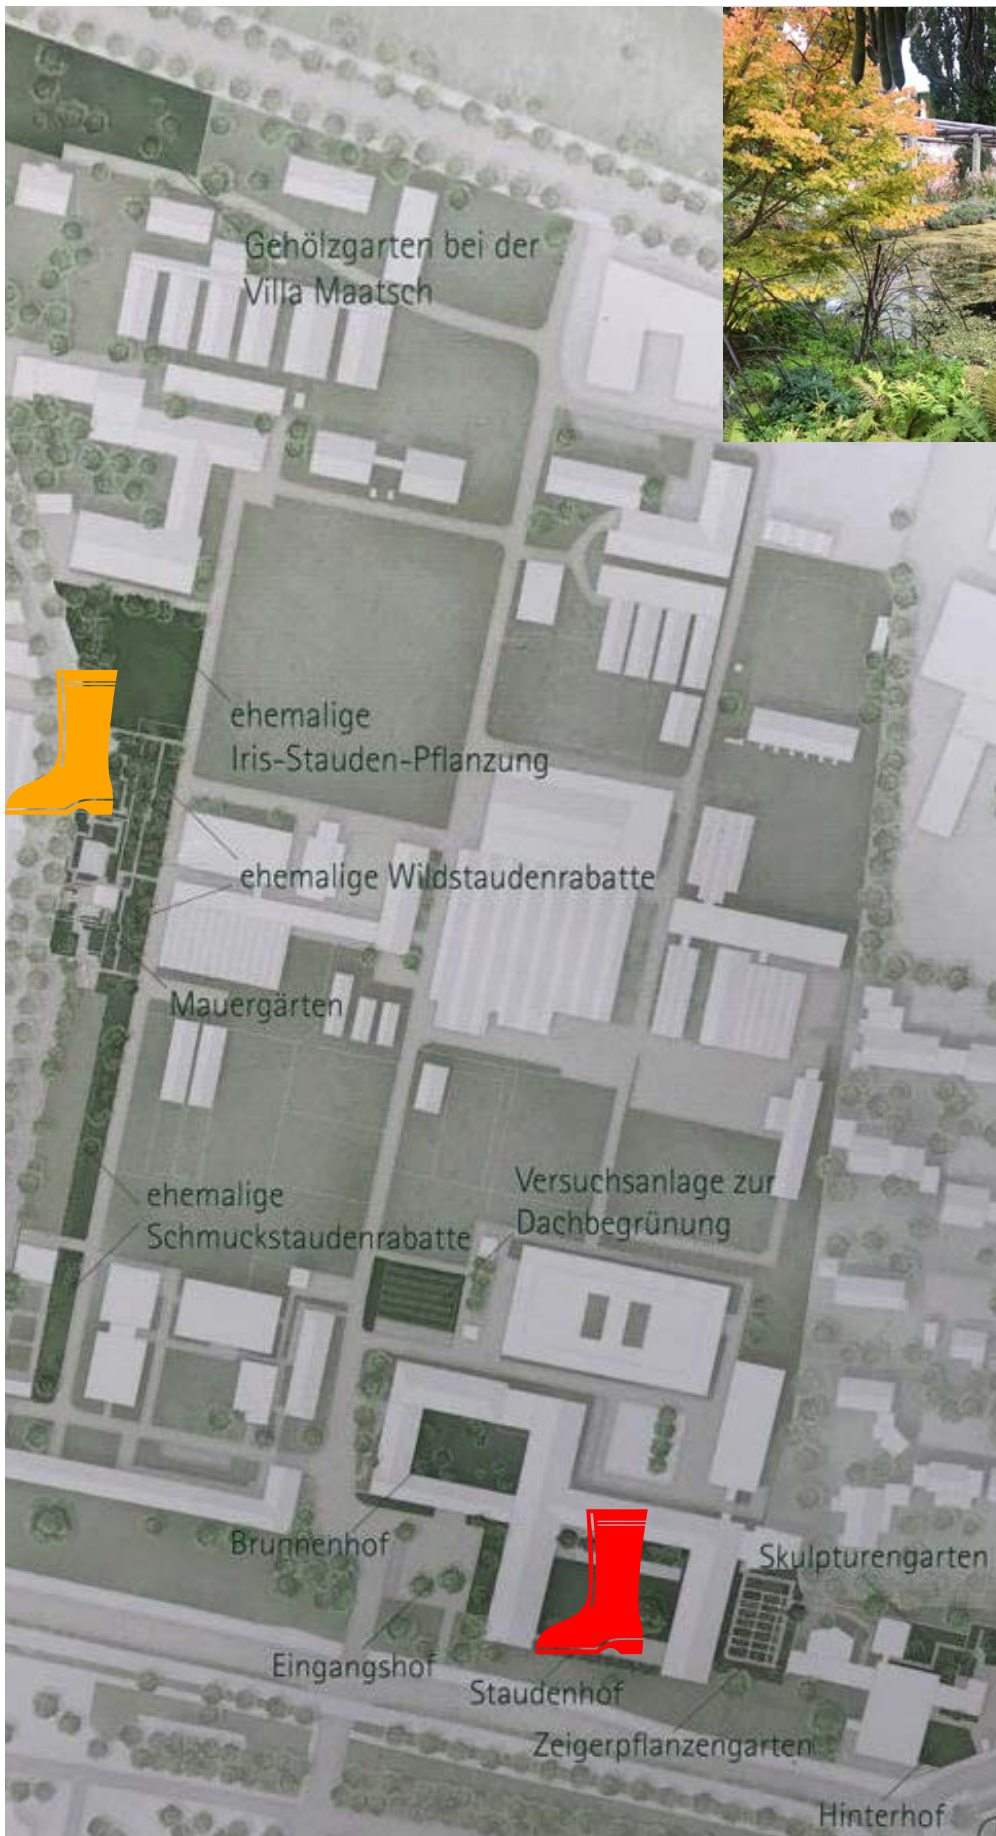 Gehölzgarten bei der
Villa Maatsch
ehemalige
Iris-Stauden-Pflanzung
ehemalige Wildstaudenrabatte
Mauergärten
ehemalige
Schmuckstaudenrabatte
Versuchsanlage zur
Dachbegrünung
Brunnenhof
Skulpturengarten
Eingangshof
Staudenhof
Zeigerpflanzengarten
Hinterhof